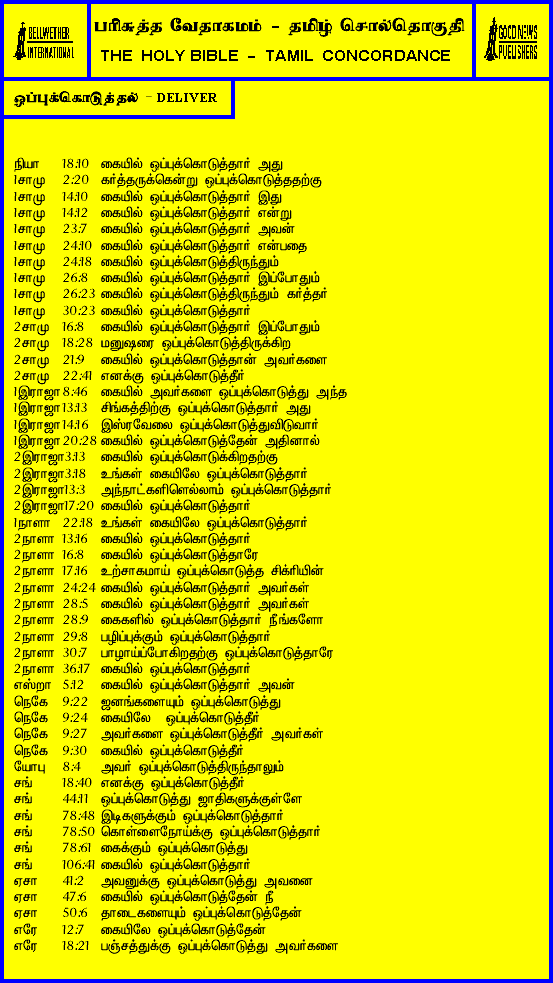 BELLWETHER
INTERNATIONAL
பரிசுத்த வேதாகமம் - தமிழ் சொல்தொகுதி
THE HOLY BIBLE - TAMIL CONCORDANCE
GOOD NEWS
PUBLISHERS
ஒப்புக்கொடுத்தல் - DELIVER
நியா 18:10 கையில் ஒப்புக்கொடுத்தார் அது
1சாமு 2:20 கர்த்தருக்கென்று ஒப்புக்கொடுத்ததற்கு
1சாமு 14:10 கையில் ஒப்புக்கொடுத்தார் இது
1சாமு 14:12 கையில் ஒப்புக்கொடுத்தார் என்று
1சாமு 23:7 கையில் ஒப்புக்கொடுத்தார் அவன்
1சாமு 24:10 கையில் ஒப்புக்கொடுத்தார் என்பதை
1சாமு 24:18 கையில் ஒப்புக்கொடுத்திருந்தும்
1சாமு 26:8 கையில் ஒப்புக்கொடுத்தார் இப்போதும்
1சாமு 26:23 கையில் ஒப்புக்கொடுத்திருந்தும் கர்த்தர்
1சாமு 30:23 கையில் ஒப்புக்கொடுத்தார்
2சாமு 16:8 கையில் ஒப்புக்கொடுத்தார் இப்போதும்
2சாமு 18:28 மனுஷரை ஒப்புக்கொடுத்திருக்கிற
2சாமு 21:9 கையில் ஒப்புக்கொடுத்தான் அவர்களை
2சாமு 22:41 எனக்கு ஒப்புக்கொடுத்தீர்
1இராஜா 8:46 கையில் அவர்களை ஒப்புக்கொடுத்து அந்த
1இராஜா 13:13 சிங்கத்திற்கு ஒப்புக்கொடுத்தார் அது
1இராஜா 14:16 இஸ்ரவேலை ஒப்புக்கொடுத்துவிடுவார்
1இராஜா 20:28 கையில் ஒப்புக்கொடுத்தேன் அதினால்
2இராஜா 3:13 கையில் ஒப்புக்கொடுக்கிறதற்கு
2இராஜா 3:18 உங்கள் கையிலே ஒப்புக்கொடுத்தார்
2இராஜா 13:3 அந்நாட்களிளெல்லாம் ஒப்புக்கொடுத்தார்
2இராஜா 17:20 கையில் ஒப்புக்கொடுத்தார்
1நாளா 22:18 உங்கள் கையிலே ஒப்புக்கொடுத்தார்
2நாளா 13:16 கையில் ஒப்புக்கொடுத்தார்
2நாளா 16:8 கையில் ஒப்புக்கொடுத்தாரே
2நாளா 17:16 உற்சாகமாய் ஒப்புக்கொடுத்த சிக்ரியின்
2நாளா 24:24 கையில் ஒப்புக்கொடுத்தார் அவர்கள்
2நாளா 28:5 கையில் ஒப்புக்கொடுத்தார் அவர்கள்
2நாளா 28:9 கைகளில் ஒப்புக்கொடுத்தார் நீங்களோ
2நாளா 29:8 பழிப்புக்கும் ஒப்புக்கொடுத்தார்
2நாளா 30:7 பாழாய்ப்போகிறதற்கு ஒப்புக்கொடுத்தாரே
2நாளா 36:17 கையில் ஒப்புக்கொடுத்தார்
எஸ்றா 5:12 கையில் ஒப்புக்கொடுத்தார் அவன்
நெகே 9:22 ஜனங்களையும் ஒப்புக்கொடுத்து
நெகே 9:24 கையிலே ஒப்புக்கொடுத்தீர்
நெகே 9:27 அவர்களை ஒப்புக்கொடுத்தீர் அவர்கள்
நெகே 9:30 கையில் ஒப்புக்கொடுத்தீர்
யோபு 8:4 அவர் ஒப்புக்கொடுத்திருந்தாலும்
சங் 18:40 எனக்கு ஒப்புக்கொடுத்தீர்
சங் 44:11 ஒப்புக்கொடுத்து ஜாதிகளுக்குள்ளே
சங் 78:48 இடிகளுக்கும் ஒப்புக்கொடுத்தார்
சங் 78:50 கொள்ளைநோய்க்கு ஒப்புக்கொடுத்தார்
சங் 78:61 கைக்கும் ஒப்புக்கொடுத்து
சங் 106:41 கையில் ஒப்புக்கொடுத்தார்
ஏசா 41:2 அவனுக்கு ஒப்புக்கொடுத்து அவனை
ஏசா 47:6 கையில் ஒப்புக்கொடுத்தேன் நீ
ஏசா 50:6 தாடைகளையும் ஒப்புக்கொடுத்தேன்
எரே 12:7 கையிலே ஒப்புக்கொடுத்தேன்
எரே 18:21 பஞ்சத்துக்கு ஒப்புக்கொடுத்து அவர்களை